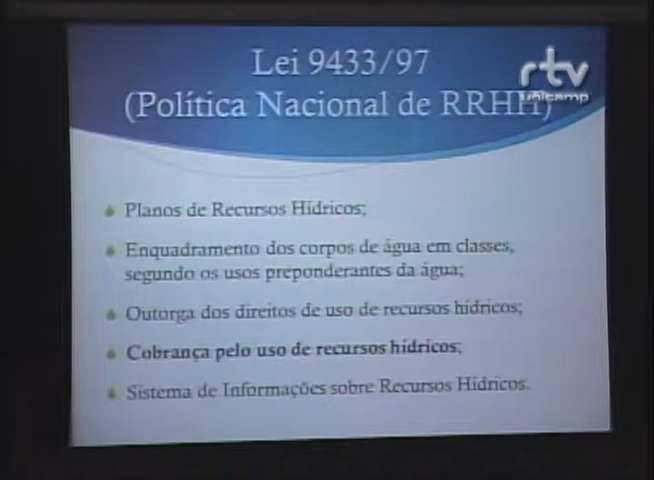 Lei 9433/97
(Política Nacional de RRHH)
rtv
unicamp
Planos de Recursos Hídricos;
Enquadramento dos corpos de água em classes,
segundo os usos preponderantes da água;
Outorga dos direitos de uso de recursos hídricos;
Cobrança pelo uso de recursos hídricos;
Sistema de Informações sobre Recursos Hídricos.